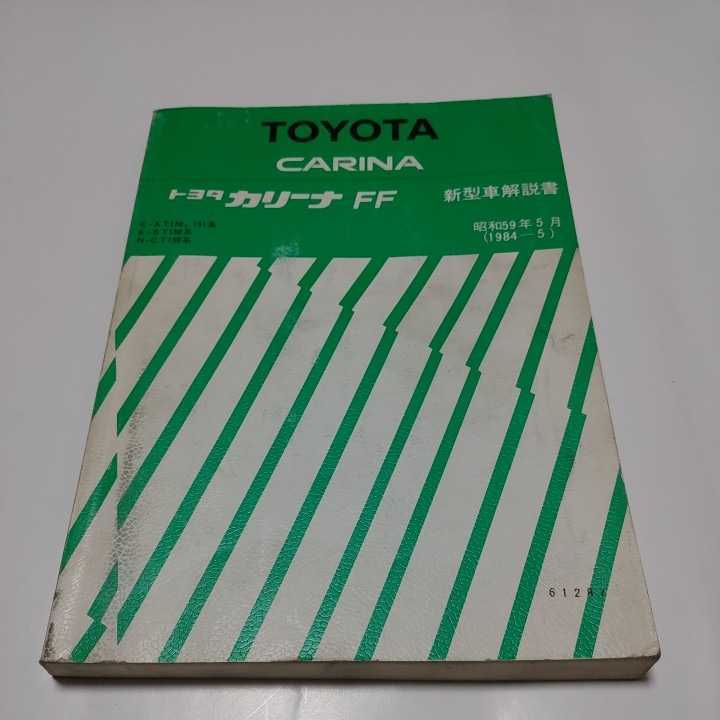 TOYOTA
CARINA
トヨタ カリーナ FF 新型車解説書
昭和59年5月
(1984—5)